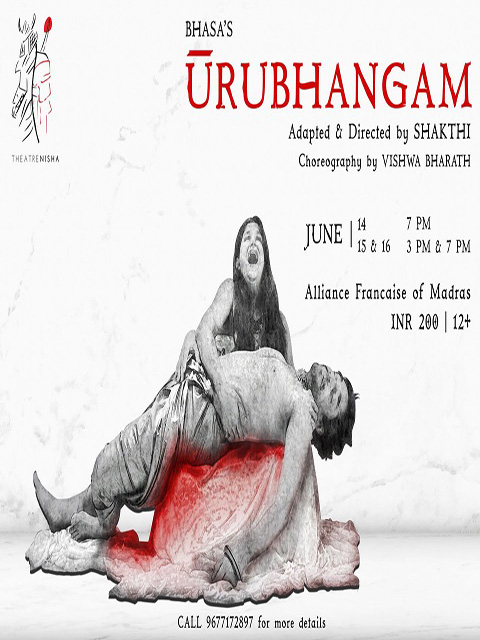 BHASA'S
ŪRUBHANGAM
THEATRENISHA
Adapted & Directed by SHAKTHI
Choreography by VISHWA BHARATH
JUNE | 14 7 PM
15 & 16 3 PM & 7 PM
Alliance Francaise of Madras
INR 200 | 12+
CALL 9677172897 for more details